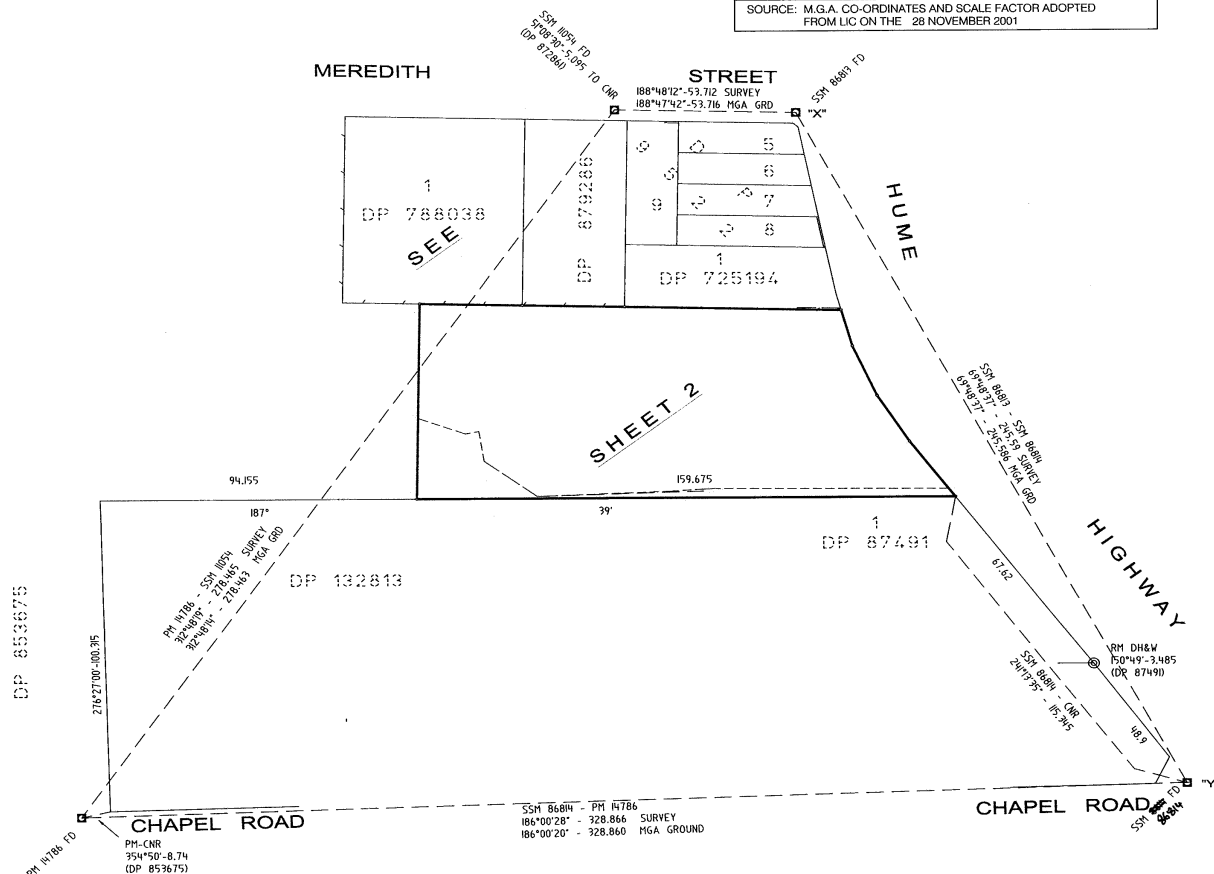 SOURCE: M.G.A. CO-ORDINATES AND SCALE FACTOR ADOPTED
FROM LIC ON THE 28 NOVEMBER 2001
SSM 11054 FD
51°08'30"-5.095 TO CNR
(DP 872861)
MEREDITH
STREET
188°48'12"-53.712 SURVEY
188°47'42"-53.716 MGA GRD
SSM 86813 FD
"X"
1
DP 788038
SEE
DP 879286
9
5
6
7
8
1
DP 725194
HUME
SHEET 2
SSM 86813 - SSM 86814
69°48'37" - 245.59 SURVEY
69°48'37" - 245.586 MGA GRD
94.155
159.675
187°
39'
1
DP 87491
HIGHWAY
PM 14786 - SSM 11054
312°48'19" - 278.465 SURVEY
312°48'14" - 278.463 MGA GRD
DP 132813
67.62
DP 853675
276°27'00"-100.315
RM DH&W
150°49'-3.485
(DP 87491)
SSM 86814 - CNR
241°13'35" - 115.345
48.9
"Y"
SSM 86814 FD
SSM 86814 - PM 14786
186°00'28" - 328.866 SURVEY
186°00'20" - 328.860 MGA GROUND
CHAPEL ROAD
CHAPEL ROAD
PM 14786 FD
PM-CNR
354°50'-8.74
(DP 853675)